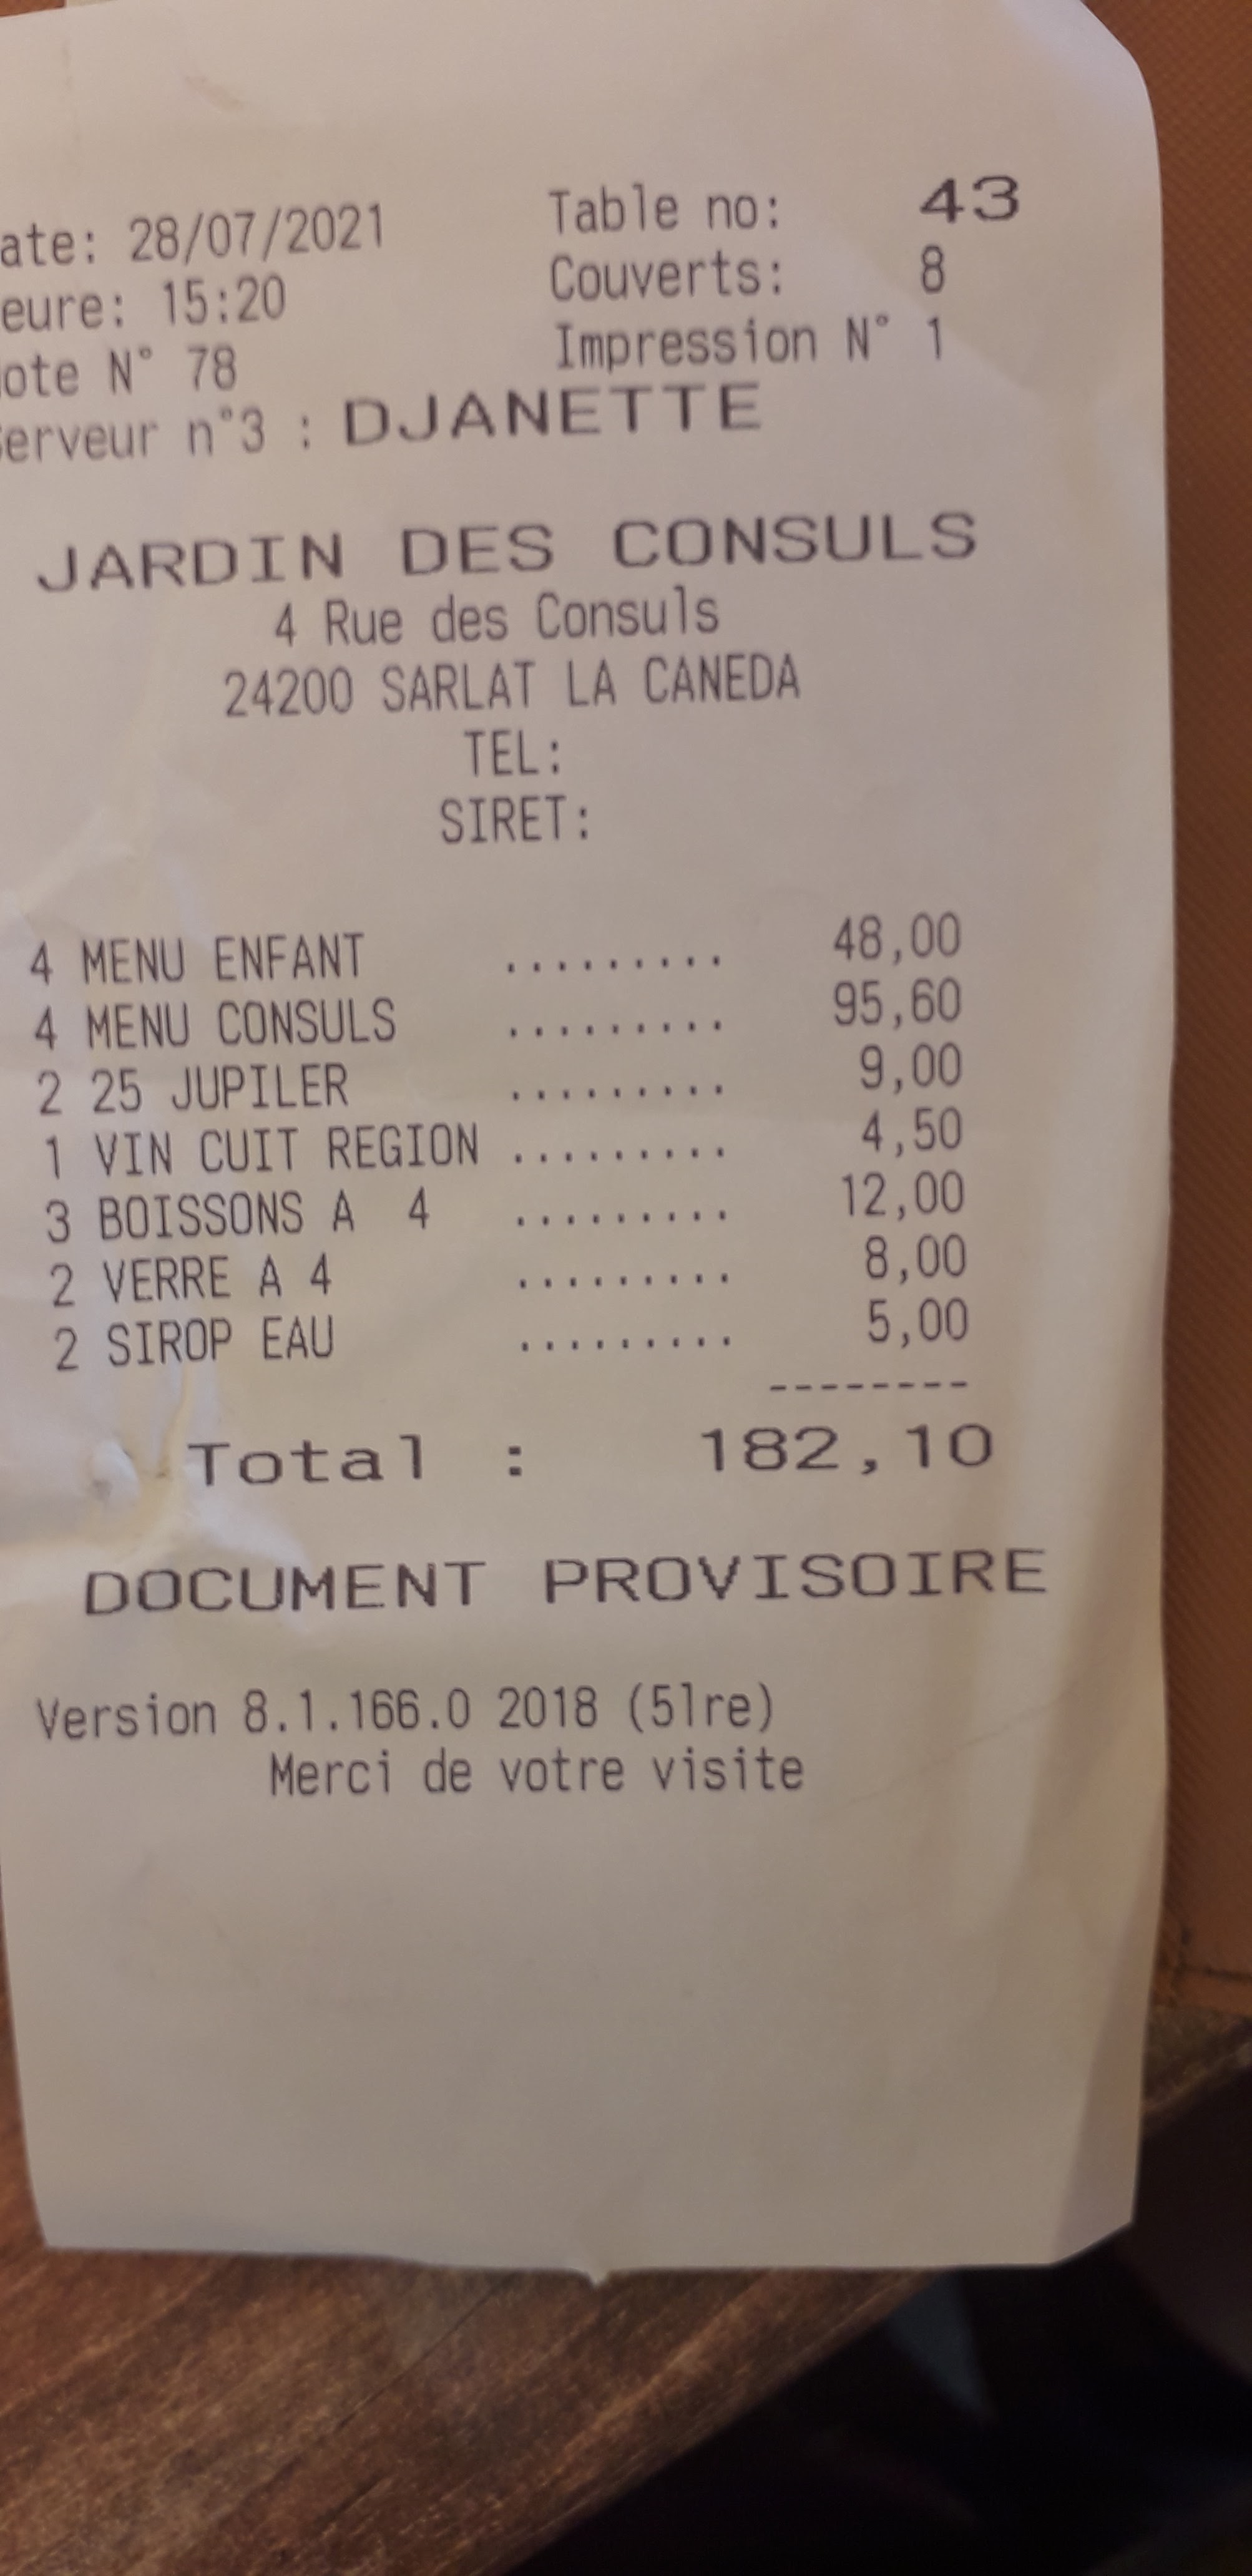 ate: 28/07/2021 Table no: 43
eure: 15:20 Couverts: 8
ote N° 78 Impression N° 1
Serveur n°3 : DJANETTE
JARDIN DES CONSULS
4 Rue des Consuls
24200 SARLAT LA CANEDA
TEL:
SIRET:
4 MENU ENFANT ......... 48,00
4 MENU CONSULS ......... 95,60
2 25 JUPILER ......... 9,00
1 VIN CUIT REGION ......... 4,50
3 BOISSONS A 4 ......... 12,00
2 VERRE A 4 ......... 8,00
2 SIROP EAU ......... 5,00
--------
Total : 182,10
DOCUMENT PROVISOIRE
Version 8.1.166.0 2018 (5lre)
Merci de votre visite